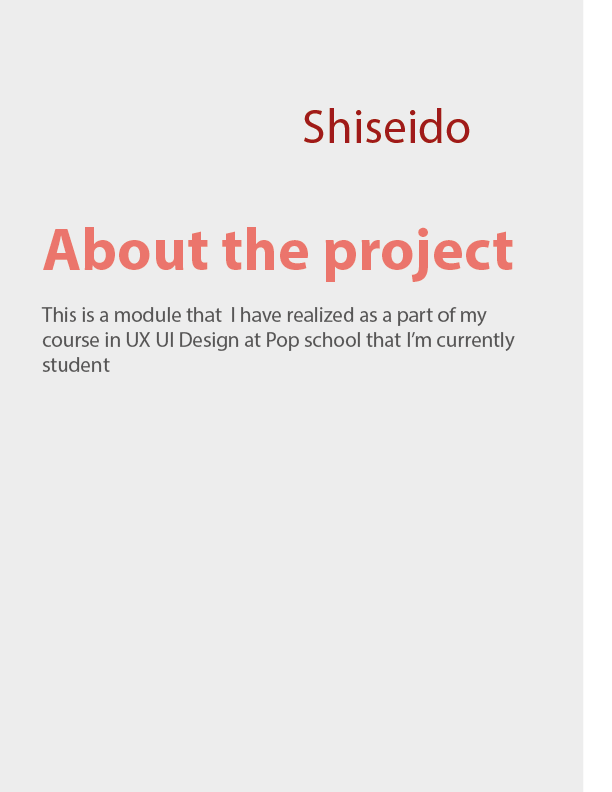 Shiseido
About the project
This is a module that  I have realized as a part of my
course in UX UI Design at Pop school that I’m currently
student